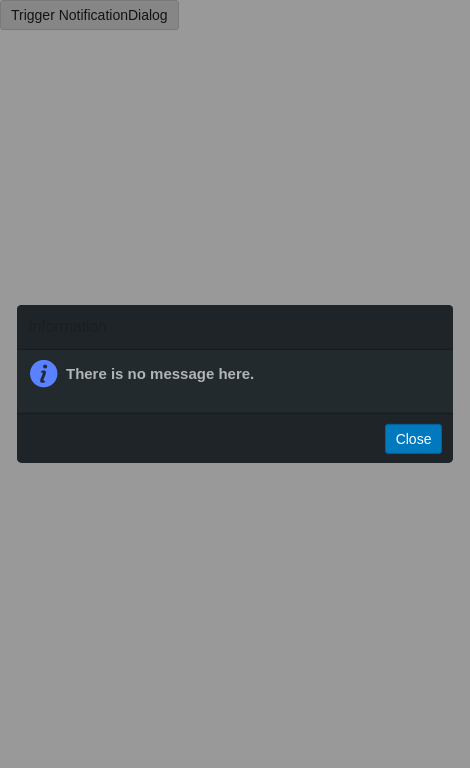 Trigger NotificationDialog
Information
There is no message here.
Close